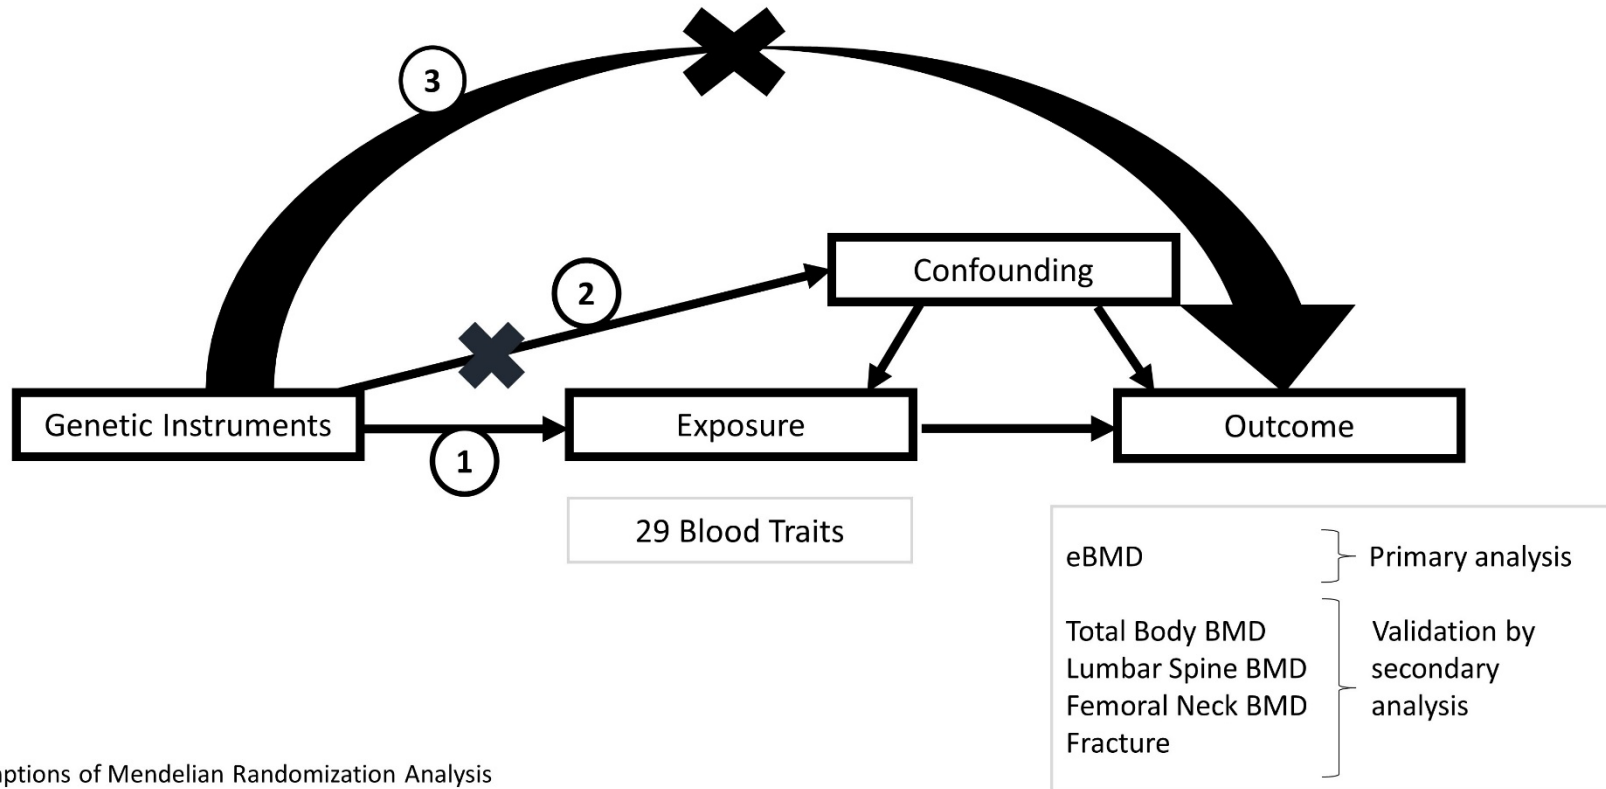 3
Confounding
2
Genetic Instruments
Exposure
Outcome
1
29 Blood Traits
eBMD
Primary analysis
Total Body BMD
Lumbar Spine BMD
Femoral Neck BMD
Fracture
Validation by
secondary
analysis
of Mendelian Randomization Analysis